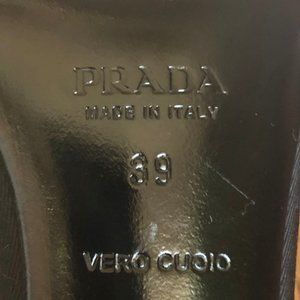 PRADA
MADE IN ITALY
39
VERO CUOIO